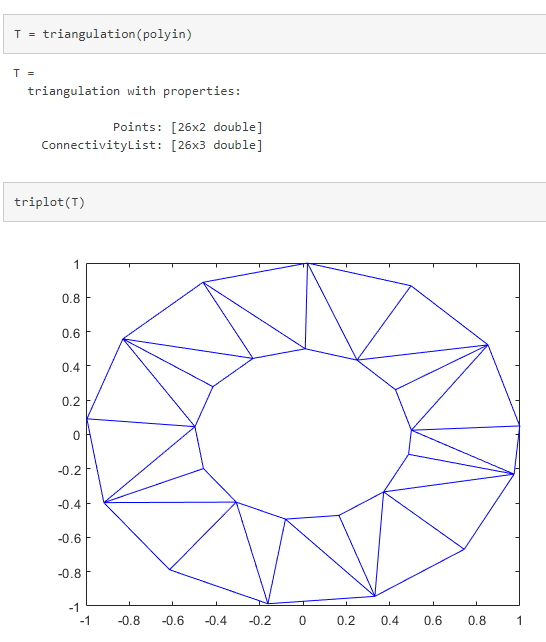 T = triangulation(polyin)
T =
triangulation with properties:
Points: [26x2 double]
ConnectivityList: [26x3 double]
triplot(T)
1
0.8
0.6
0.4
0.2
0
-0.2
-0.4
-0.6
-0.8
-1
-1 -0.8 -0.6 -0.4 -0.2 0 0.2 0.4 0.6 0.8 1